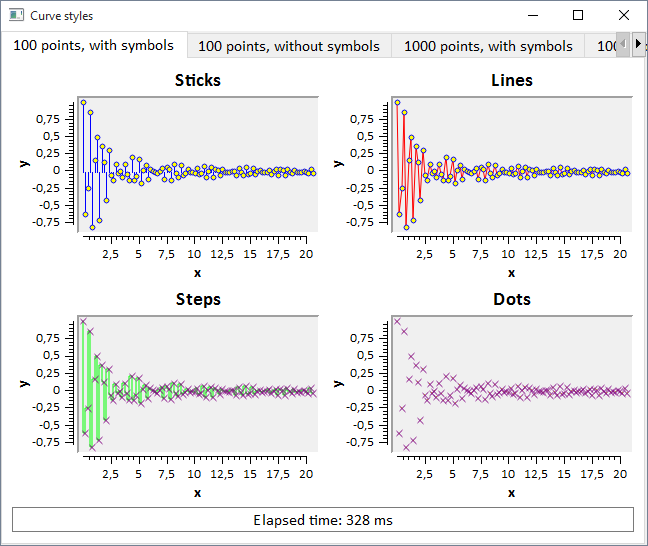 Curve styles
100 points, with symbols 100 points, without symbols 1000 points, with symbols 100
Sticks Lines
0,75 0,75
0,5 0,5
0,25 0,25
y 0 y 0
-0,25 -0,25
-0,5 -0,5
-0,75 -0,75
2,5 5 7,5 10 12,5 15 17,5 20 2,5 5 7,5 10 12,5 15 17,5 20
x x
Steps Dots
0,75 0,75
0,5 0,5
0,25 0,25
y 0 y 0
-0,25 -0,25
-0,5 -0,5
-0,75 -0,75
2,5 5 7,5 10 12,5 15 17,5 20 2,5 5 7,5 10 12,5 15 17,5 20
x x
Elapsed time: 328 ms